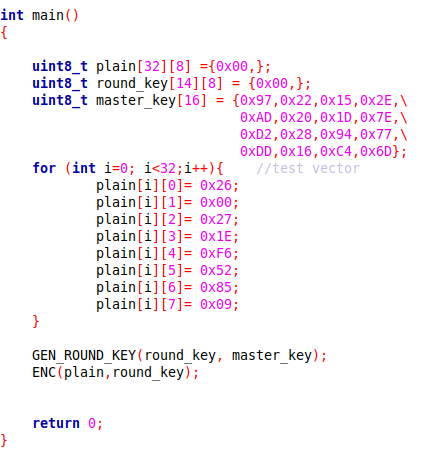 int main()
{
uint8_t plain[32][8] ={0x00,};
uint8_t round_key[14][8] = {0x00,};
uint8_t master_key[16] = {0x97,0x22,0x15,0x2E,\
0xAD,0x20,0x1D,0x7E,\
0xD2,0x28,0x94,0x77,\
0xDD,0x16,0xC4,0x6D};
for (int i=0; i<32;i++){ //test vector
plain[i][0]= 0x26;
plain[i][1]= 0x00;
plain[i][2]= 0x27;
plain[i][3]= 0x1E;
plain[i][4]= 0xF6;
plain[i][5]= 0x52;
plain[i][6]= 0x85;
plain[i][7]= 0x09;
}
GEN_ROUND_KEY(round_key, master_key);
ENC(plain,round_key);
return 0;
}